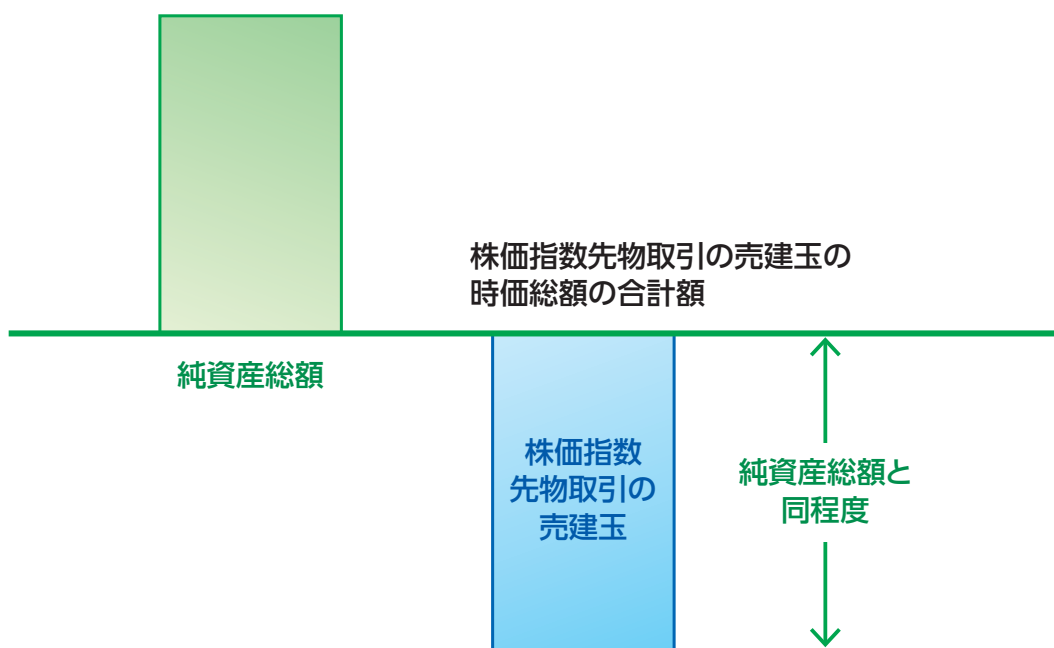 株価指数先物取引の売建玉の
時価総額の合計額
純資産総額
株価指数
先物取引の
売建玉
純資産総額と
同程度